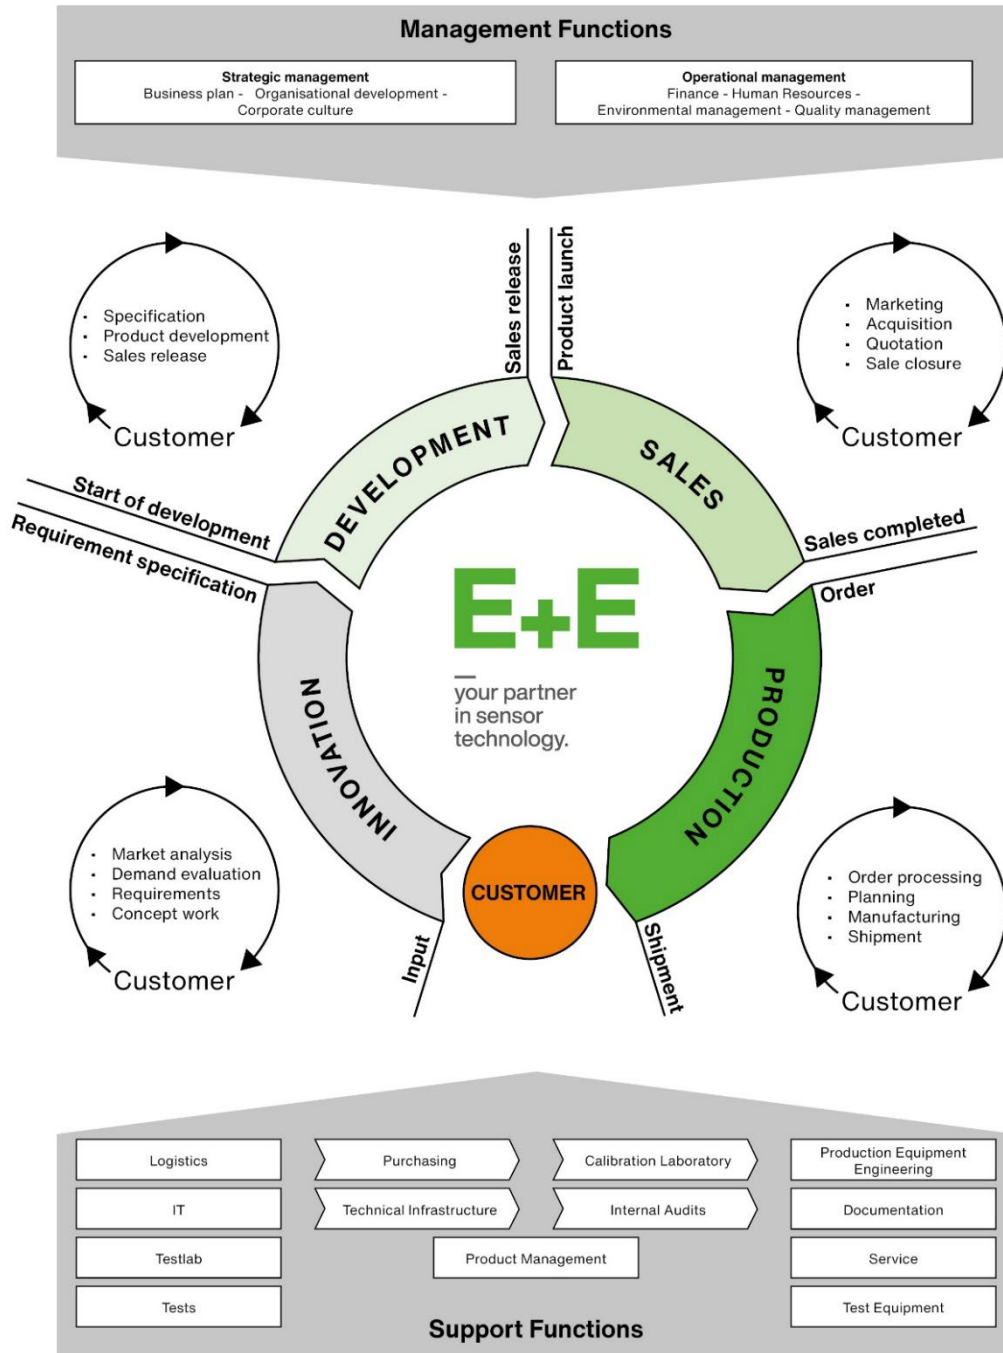 Management Functions
Strategic management
Business plan - Organisational development -
Corporate culture
Operational management
Finance - Human Resources -
Environmental management - Quality management
Sales release
Product launch
▪ Specification
▪ Product development
▪ Sales release
Customer
▪ Marketing
▪ Acquisition
▪ Quotation
▪ Sale closure
Customer
DEVELOPMENT
SALES
Start of development
Requirement specification
Sales completed
Order
E+E
your partner
in sensor
technology.
INNOVATION
PRODUCTION
▪ Market analysis
▪ Demand evaluation
▪ Requirements
▪ Concept work
Customer
CUSTOMER
Input
Shipment
▪ Order processing
▪ Planning
▪ Manufacturing
▪ Shipment
Customer
Logistics
Purchasing
Calibration Laboratory
Production Equipment
Engineering
IT
Technical Infrastructure
Internal Audits
Documentation
Testlab
Product Management
Service
Tests
Test Equipment
Support Functions